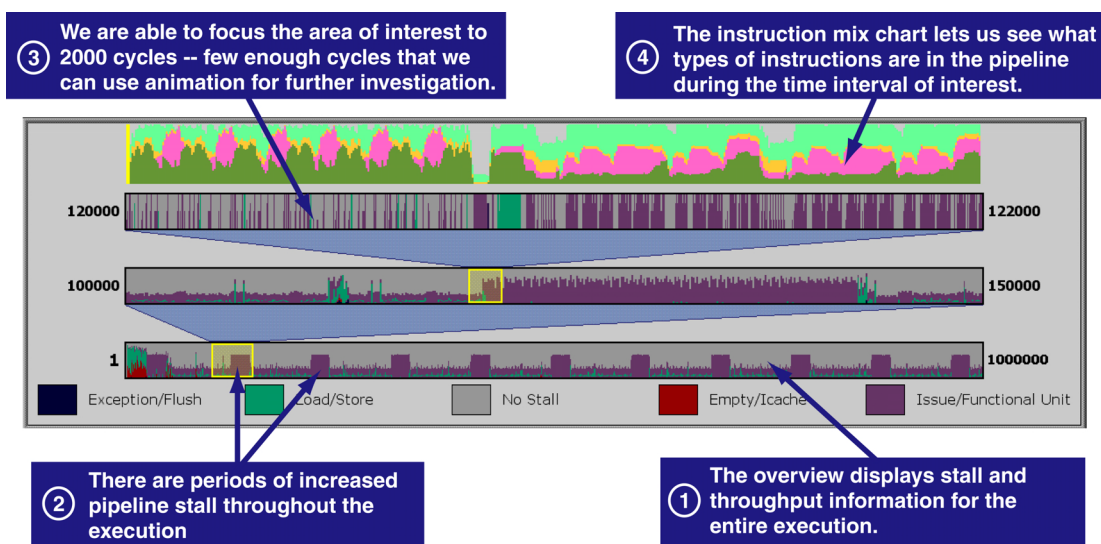 3
We are able to focus the area of interest to
2000 cycles -- few enough cycles that we
can use animation for further investigation.
4
The instruction mix chart lets us see what
types of instructions are in the pipeline
during the time interval of interest.
120000
122000
100000
150000
1
1000000
Exception/Flush
Load/Store
No Stall
Empty/Icache
Issue/Functional Unit
2
There are periods of increased
pipeline stall throughout the
execution
1
The overview displays stall and
throughput information for the
entire execution.